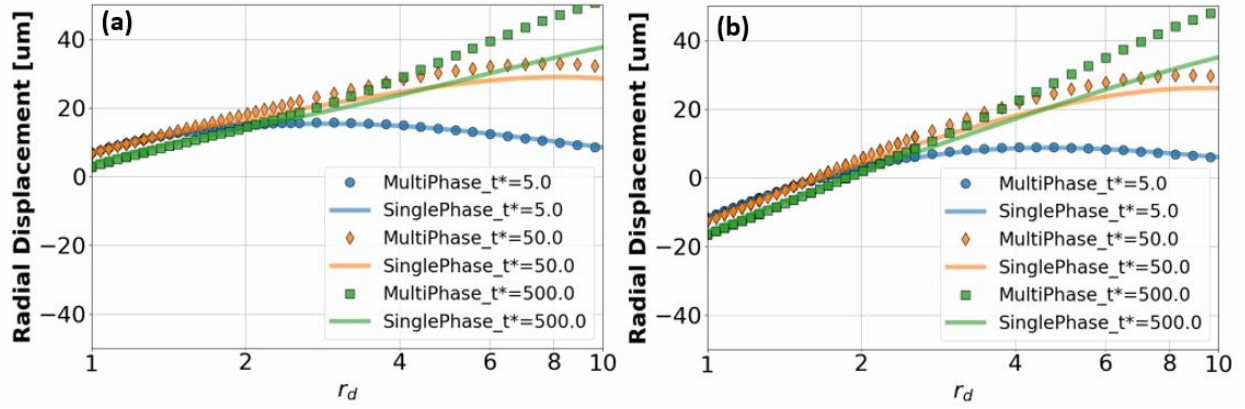 (a)
Radial Displacement [um]
40
20
0
−20
−40
MultiPhase_t*=5.0
SinglePhase_t*=5.0
MultiPhase_t*=50.0
SinglePhase_t*=50.0
MultiPhase_t*=500.0
SinglePhase_t*=500.0
1 2 4 6 8 10
r_d
(b)
Radial Displacement [um]
40
20
0
−20
−40
MultiPhase_t*=5.0
SinglePhase_t*=5.0
MultiPhase_t*=50.0
SinglePhase_t*=50.0
MultiPhase_t*=500.0
SinglePhase_t*=500.0
1 2 4 6 8 10
r_d